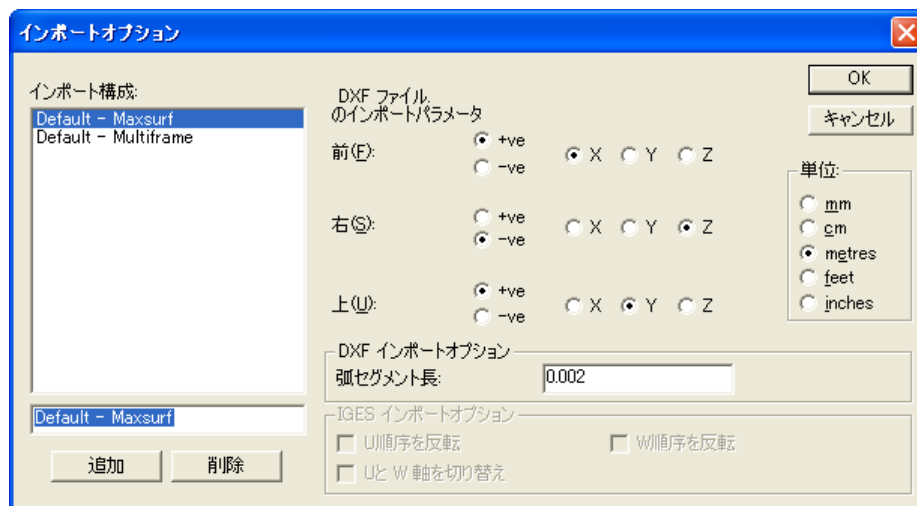 インポートオプション
インポート構成:
Default - Maxsurf
Default - Multiframe
Default - Maxsurf
追加
削除
DXF ファイル.
のインポートパラメータ
前(F):
+ve
-ve
X
Y
Z
右(S):
+ve
-ve
X
Y
Z
上(U):
+ve
-ve
X
Y
Z
DXF インポートオプション
弧セグメント長:
0.002
IGES インポートオプション
U順序を反転
W順序を反転
Uと W 軸を切り替え
OK
キャンセル
単位:
mm
cm
metres
feet
inches